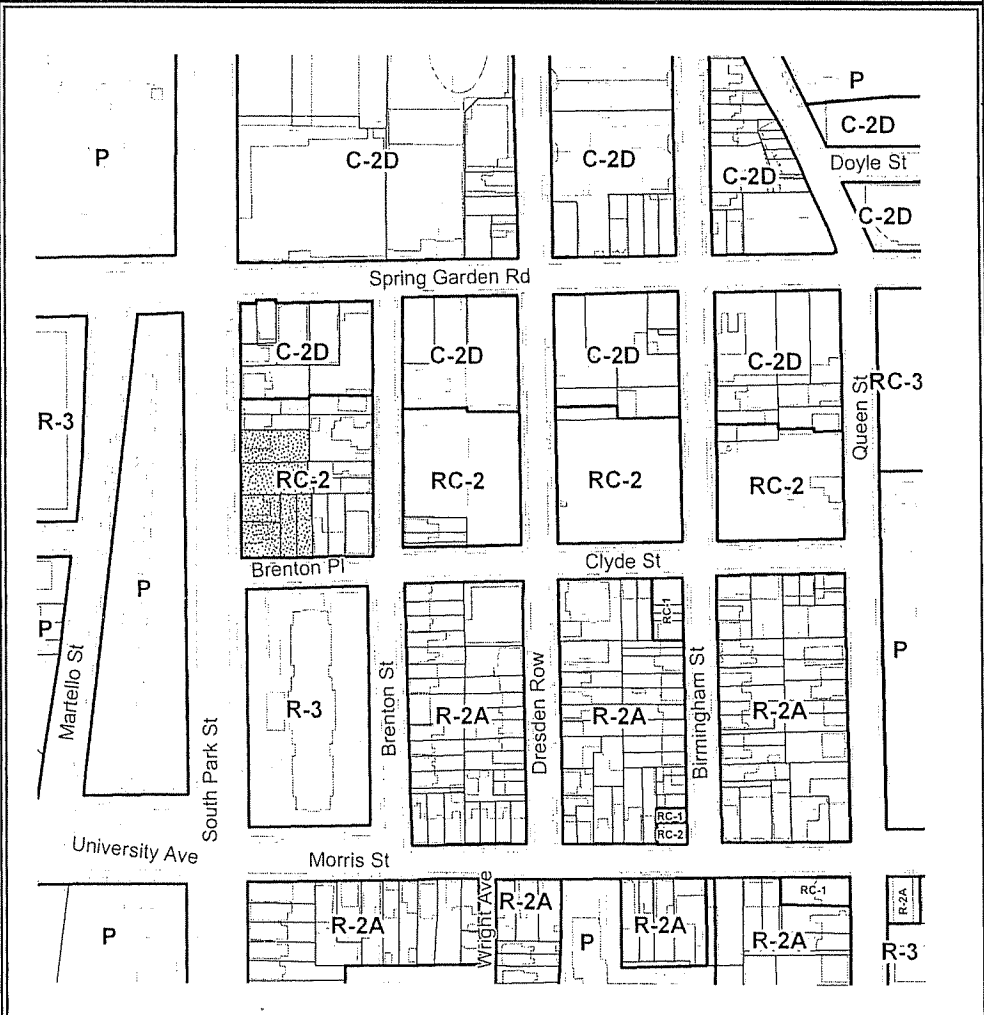 P
C-2D
P
C-2D
C-2D
C-2D
Doyle St
C-2D
Spring Garden Rd
C-2D
C-2D
C-2D
C-2D
RC-3
R-3
Queen St
RC-2
RC-2
RC-2
RC-2
Brenton Pl
Clyde St
P
P
RC-1
P
Martello St
R-3
Brenton St
R-2A
Dresden Row
R-2A
Birmingham St
R-2A
South Park St
RC-1
RC-2
University Ave
Morris St
P
R-2A
Wright Ave
R-2A
P
R-2A
RC-1
R-2A
R-2A
R-3